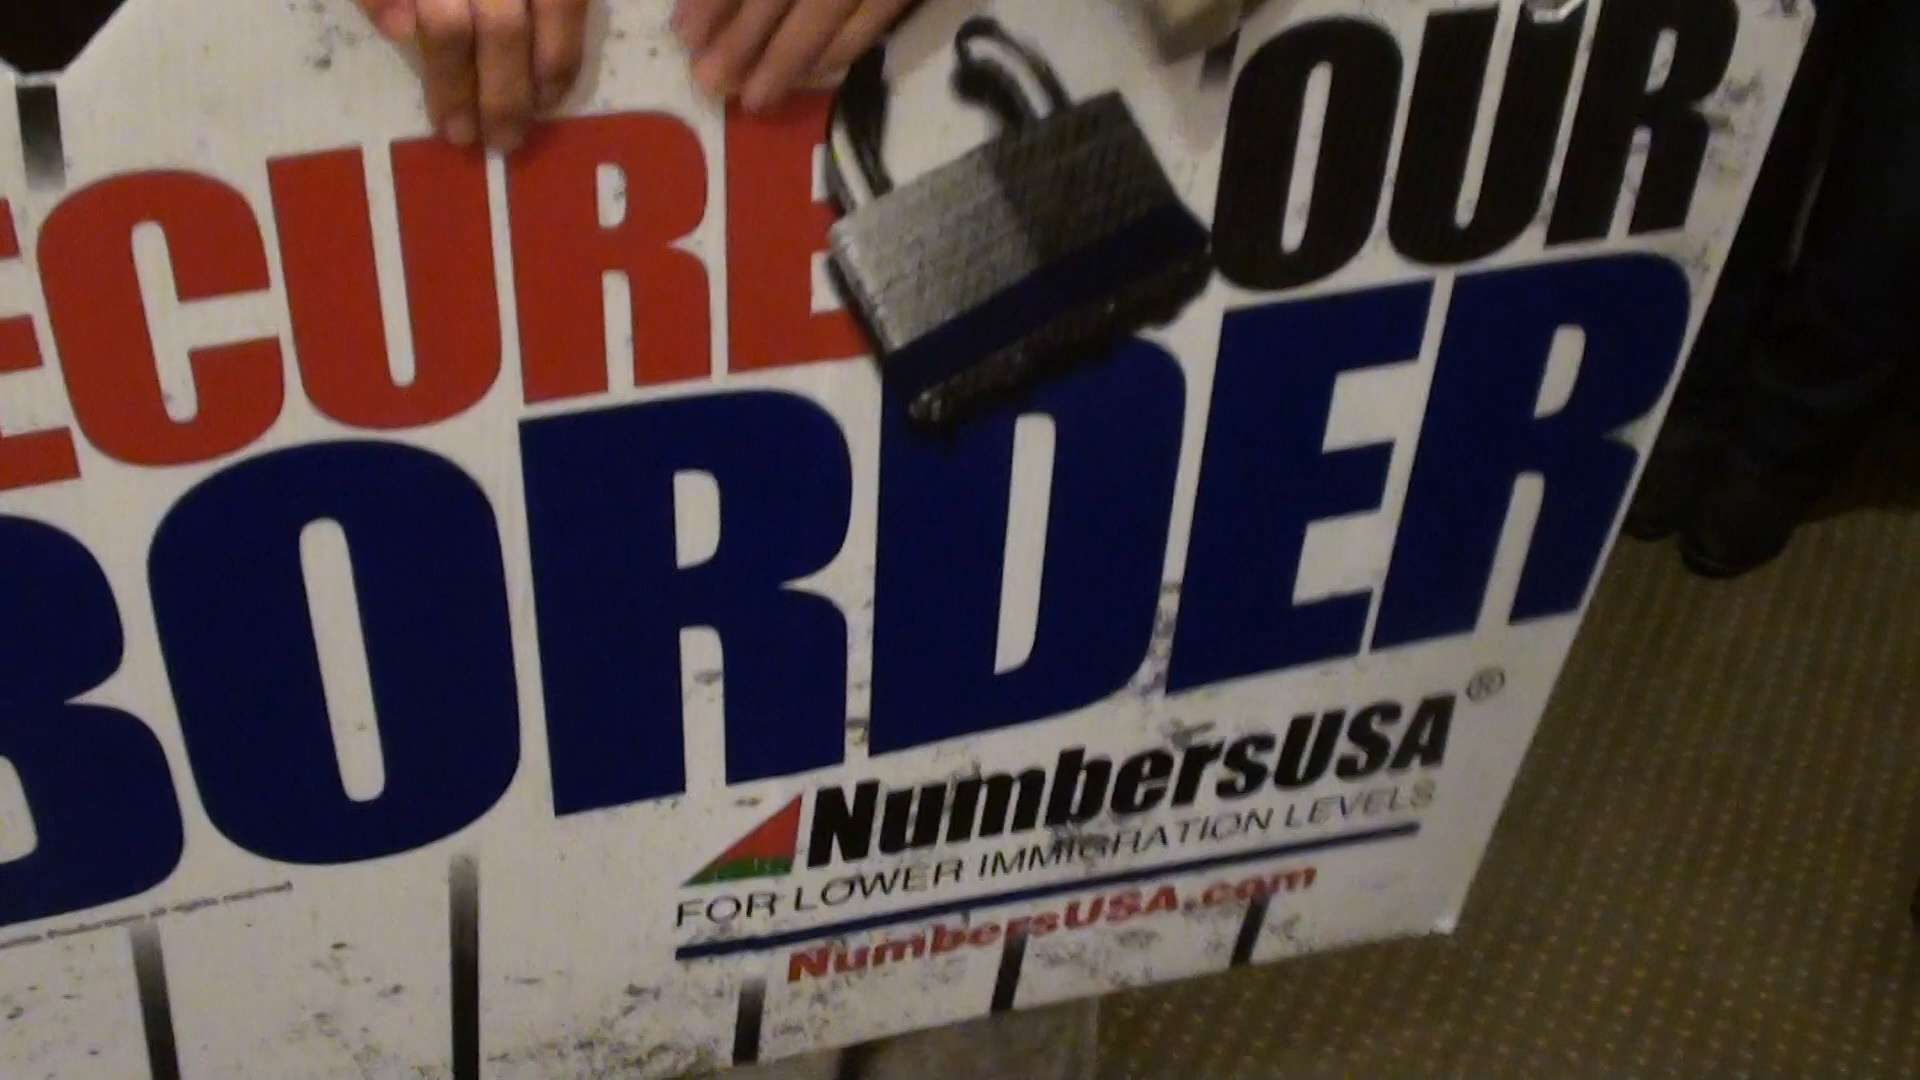 ECURE OUR
BORDER
NumbersUSA®
FOR LOWER IMMIGRATION LEVELS
NumbersUSA.com